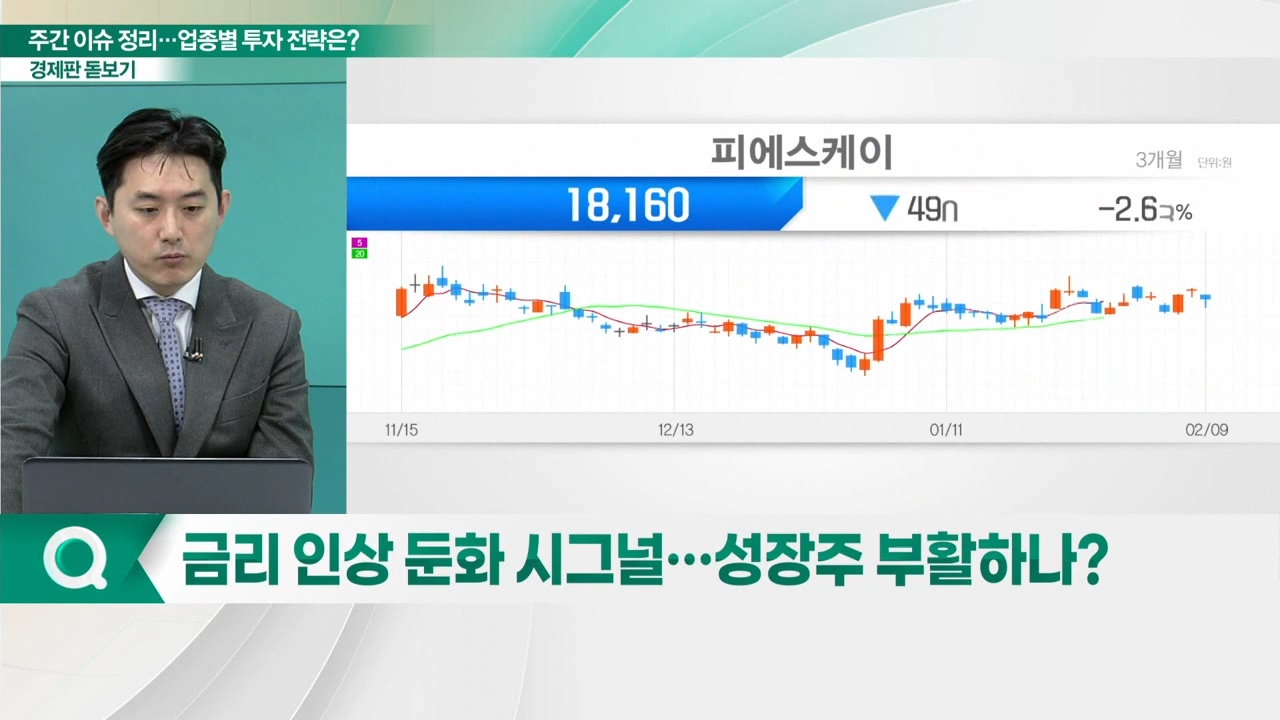 주간 이슈 정리…업종별 투자 전략은?
경제판 돋보기
피에스케이
3개월 단위:원
18,160
5
20
11/15 12/13 01/11 02/09
Q 금리 인상 둔화 시그널…성장주 부활하나?